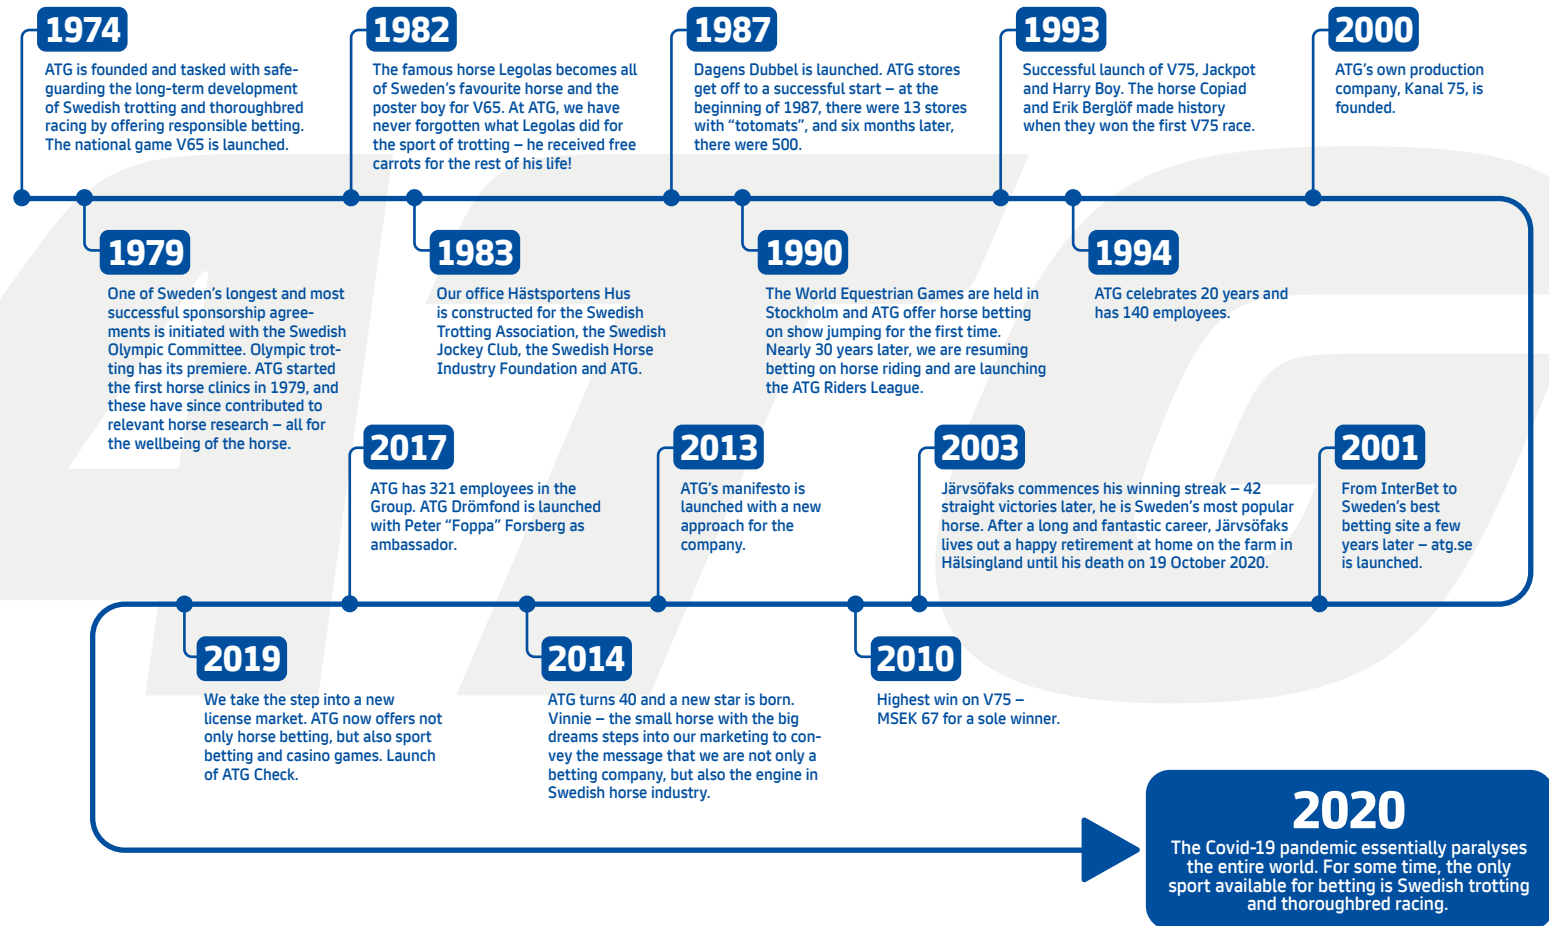 1974
ATG is founded and tasked with safe-
guarding the long-term development
of Swedish trotting and thoroughbred
racing by offering responsible betting.
The national game V65 is launched.
1979
One of Sweden's longest and most
successful sponsorship agree-
ments is initiated with the Swedish
Olympic Committee. Olympic trot-
ting has its premiere. ATG started
the first horse clinics in 1979, and
these have since contributed to
relevant horse research – all for
the wellbeing of the horse.
1982
The famous horse Legolas becomes all
of Sweden's favourite horse and the
poster boy for V65. At ATG, we have
never forgotten what Legolas did for
the sport of trotting – he received free
carrots for the rest of his life!
1983
Our office Hästsportens Hus
is constructed for the Swedish
Trotting Association, the Swedish
Jockey Club, the Swedish Horse
Industry Foundation and ATG.
1987
Dagens Dubbel is launched. ATG stores
get off to a successful start – at the
beginning of 1987, there were 13 stores
with “totomats”, and six months later,
there were 500.
1990
The World Equestrian Games are held in
Stockholm and ATG offer horse betting
on show jumping for the first time.
Nearly 30 years later, we are resuming
betting on horse riding and are launching
the ATG Riders League.
1993
Successful launch of V75, Jackpot
and Harry Boy. The horse Copiad
and Erik Berglöf made history
when they won the first V75 race.
1994
ATG celebrates 20 years and
has 140 employees.
2000
ATG's own production
company, Kanal 75, is
founded.
2001
From InterBet to
Sweden's best
betting site a few
years later – atg.se
is launched.
2003
Järvsöfaks commences his winning streak – 42
straight victories later, he is Sweden's most popular
horse. After a long and fantastic career, Järvsöfaks
lives out a happy retirement at home on the farm in
Hälsingland until his death on 19 October 2020.
2010
Highest win on V75 –
MSEK 67 for a sole winner.
2013
ATG's manifesto is
launched with a new
approach for the
company.
2014
ATG turns 40 and a new star is born.
Vinnie – the small horse with the big
dreams steps into our marketing to con-
vey the message that we are not only a
betting company, but also the engine in
Swedish horse industry.
2017
ATG has 321 employees in the
Group. ATG Drömfond is launched
with Peter “Foppa” Forsberg as
ambassador.
2019
We take the step into a new
license market. ATG now offers not
only horse betting, but also sport
betting and casino games. Launch
of ATG Check.
2020
The Covid-19 pandemic essentially paralyses
the entire world. For some time, the only
sport available for betting is Swedish trotting
and thoroughbred racing.
ATG